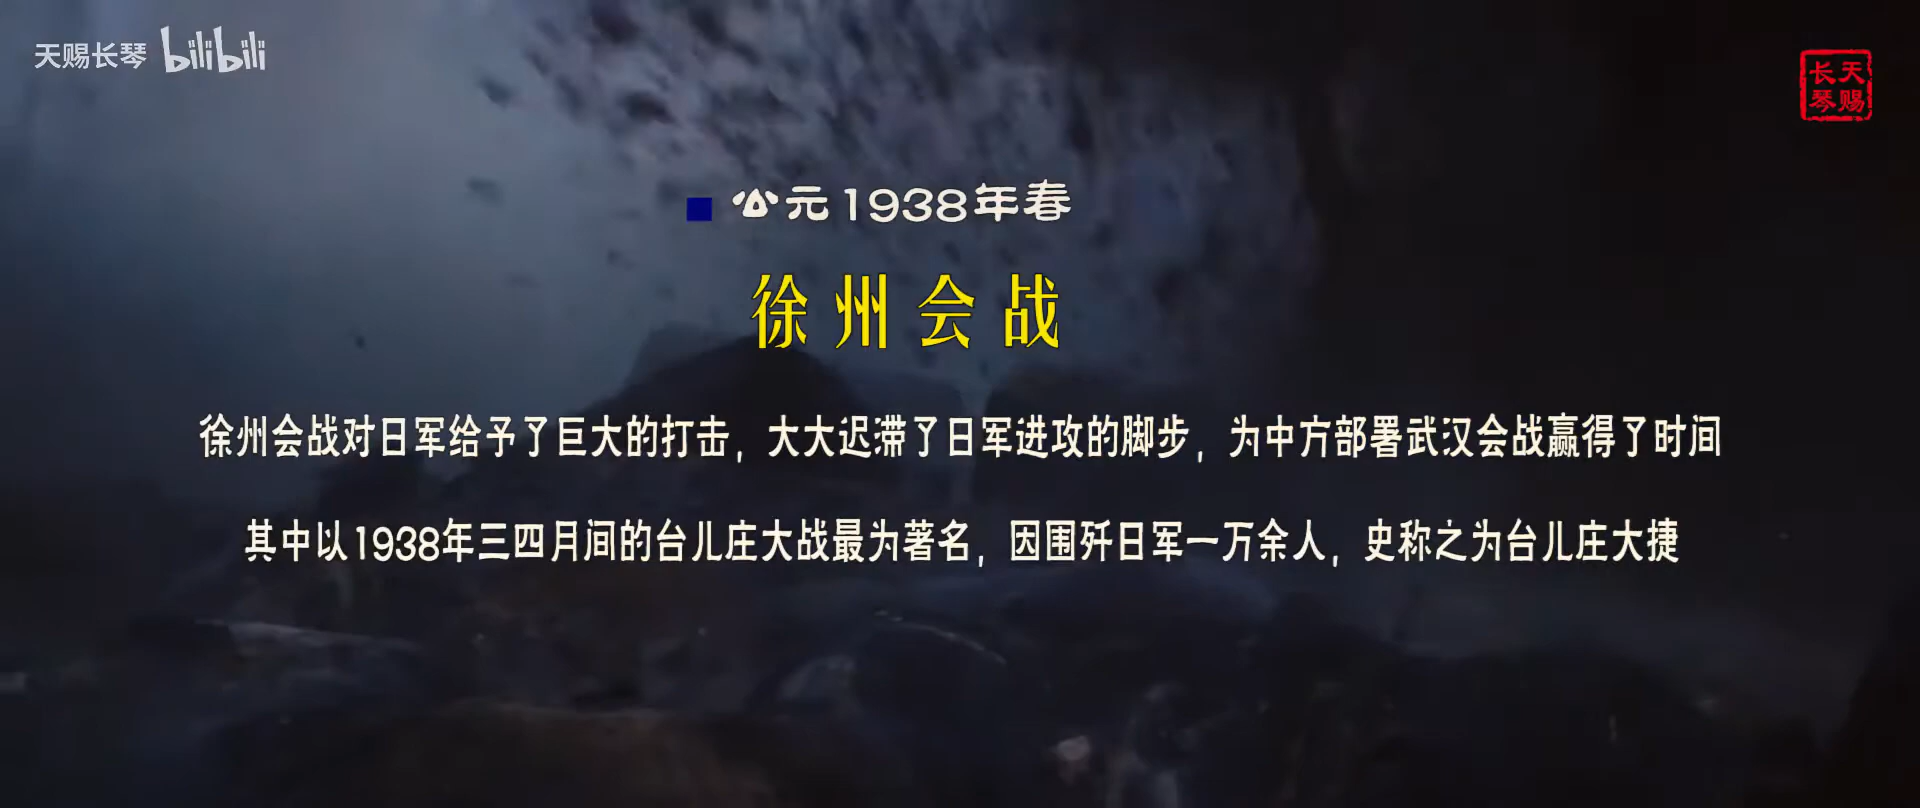 天赐长琴 bilibili
天赐长琴
公元1938年春
徐州会战
徐州会战对日军给予了巨大的打击，大大迟滞了日军进攻的脚步，为中方部署武汉会战赢得了时间
其中以1938年三四月间的台儿庄大战最为著名，因围歼日军一万余人，史称之为台儿庄大捷